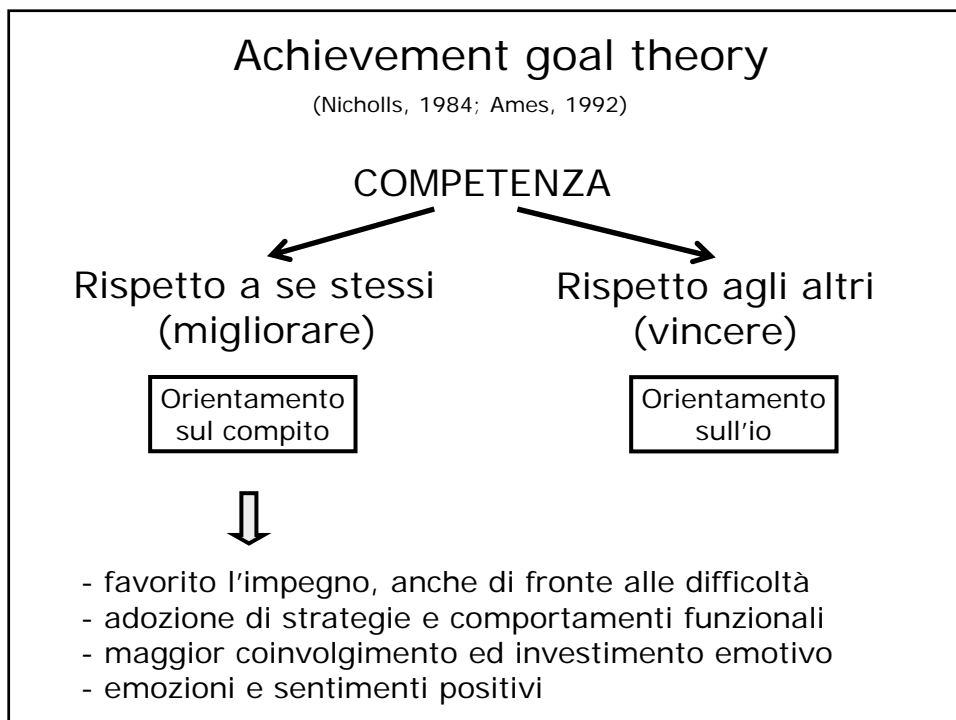 Achievement goal theory
(Nicholls, 1984; Ames, 1992)
COMPETENZA
Rispetto a se stessi
(migliorare)
Rispetto agli altri
(vincere)
Orientamento
sul compito
Orientamento
sull'io
- favorito l'impegno, anche di fronte alle difficoltà
- adozione di strategie e comportamenti funzionali
- maggior coinvolgimento ed investimento emotivo
- emozioni e sentimenti positivi